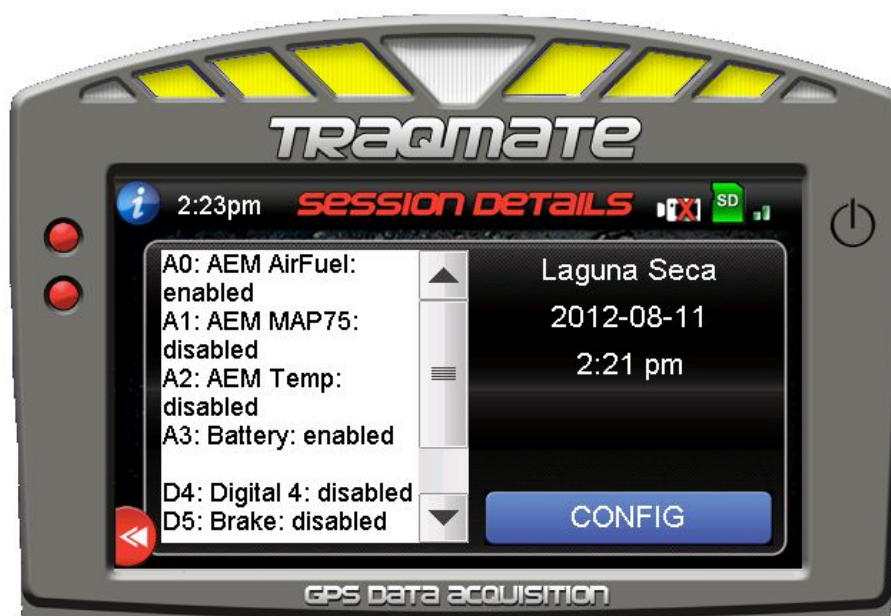 TRAQMATE
2:23pm SESSION DETAILS SD
A0: AEM AirFuel:
enabled
A1: AEM MAP75:
disabled
A2: AEM Temp:
disabled
A3: Battery: enabled
D4: Digital 4: disabled
D5: Brake: disabled
Laguna Seca
2012-08-11
2:21 pm
CONFIG
GPS DATA ACQUISITION